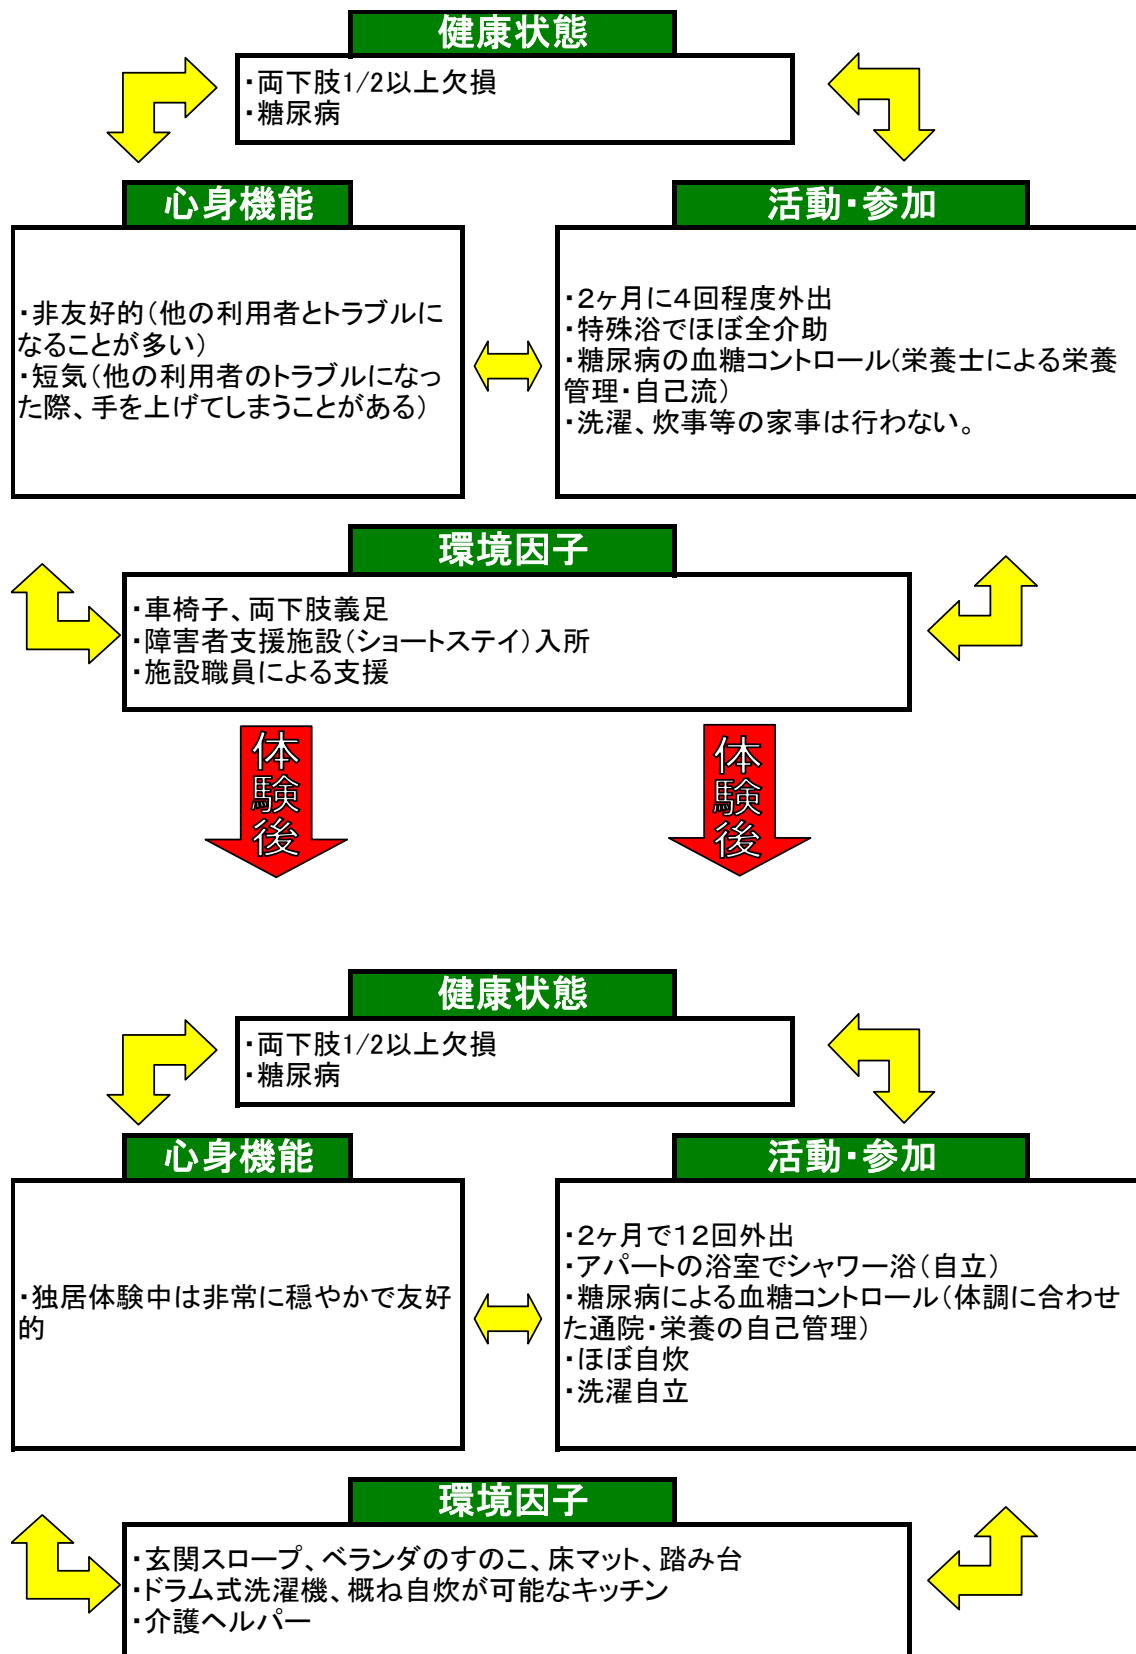 健康状態
・両下肢1/2以上欠損
・糖尿病
心身機能
・非友好的(他の利用者とトラブルに
なることが多い)
・短気(他の利用者のトラブルになっ
た際、手を上げてしまうことがある)
活動・参加
・2ヶ月に4回程度外出
・特殊浴でほぼ全介助
・糖尿病の血糖コントロール(栄養士による栄養
管理・自己流)
・洗濯、炊事等の家事は行わない。
環境因子
・車椅子、両下肢義足
・障害者支援施設(ショートステイ)入所
・施設職員による支援
体験後
体験後
健康状態
・両下肢1/2以上欠損
・糖尿病
心身機能
・独居体験中は非常に穏やかで友好
的
活動・参加
・2ヶ月で12回外出
・アパートの浴室でシャワー浴(自立)
・糖尿病による血糖コントロール(体調に合わせ
た通院・栄養の自己管理)
・ほぼ自炊
・洗濯自立
環境因子
・玄関スロープ、ベランダのすのこ、床マット、踏み台
・ドラム式洗濯機、概ね自炊が可能なキッチン
・介護ヘルパー